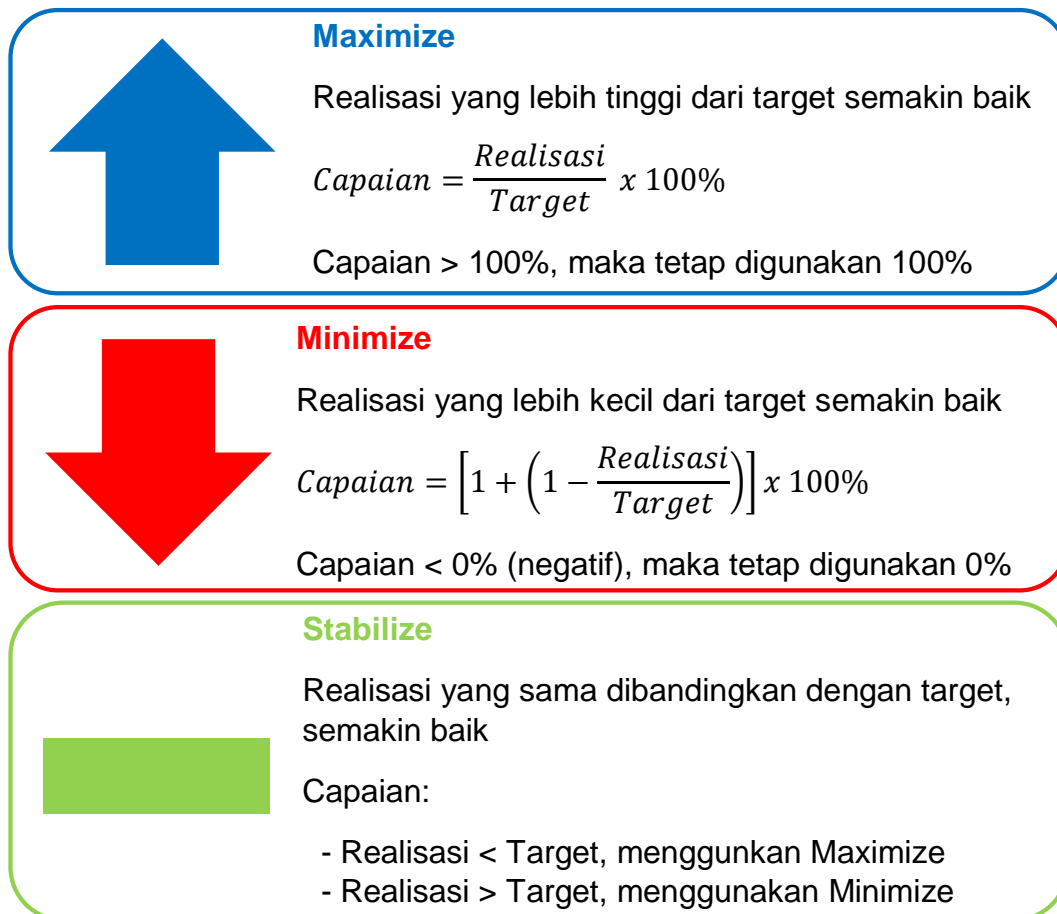 Maximize
Realisasi yang lebih tinggi dari target semakin baik
Capaian = Realisasi / Target x 100%
Capaian > 100%, maka tetap digunakan 100%
Minimize
Realisasi yang lebih kecil dari target semakin baik
Capaian = [1 + (1 − Realisasi / Target)] x 100%
Capaian < 0% (negatif), maka tetap digunakan 0%
Stabilize
Realisasi yang sama dibandingkan dengan target,
semakin baik
Capaian:
- Realisasi < Target, menggunkan Maximize
- Realisasi > Target, menggunakan Minimize